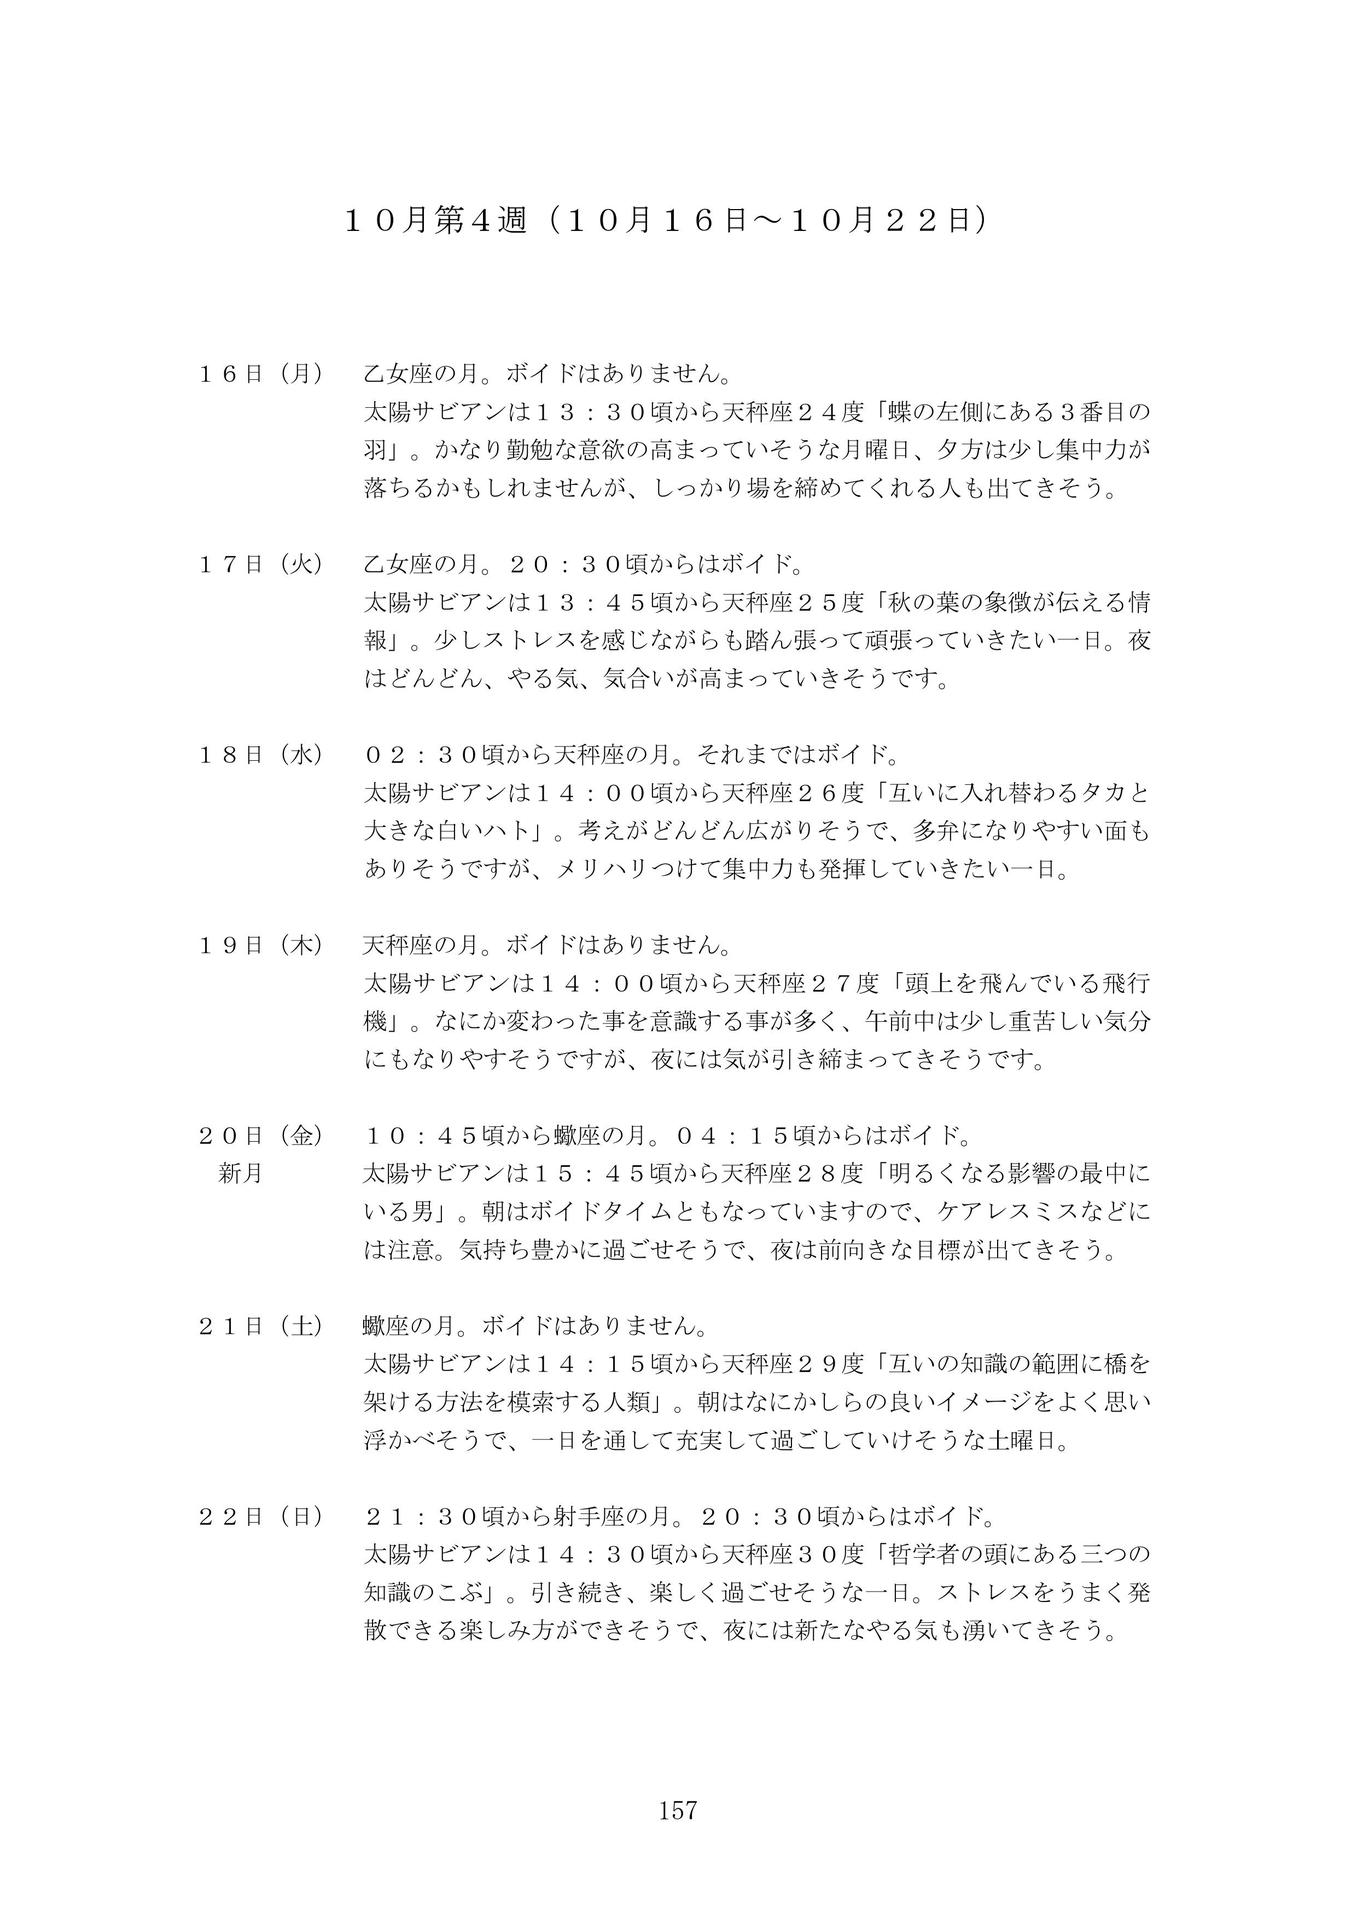 １０月第４週（１０月１６日～１０月２２日）
１６日（月）　乙女座の月。ボイドはありません。
太陽サビアンは１３：３０頃から天秤座２４度「蝶の左側にある３番目の
羽」。かなり勤勉な意欲の高まっていそうな月曜日、夕方は少し集中力が
落ちるかもしれませんが、しっかり場を締めてくれる人も出てきそう。
１７日（火）　乙女座の月。２０：３０頃からはボイド。
太陽サビアンは１３：４５頃から天秤座２５度「秋の葉の象徴が伝える情
報」。少しストレスを感じながらも踏ん張って頑張っていきたい一日。夜
はどんどん、やる気、気合いが高まっていきそうです。
１８日（水）　０２：３０頃から天秤座の月。それまではボイド。
太陽サビアンは１４：００頃から天秤座２６度「互いに入れ替わるタカと
大きな白いハト」。考えがどんどん広がりそうで、多弁になりやすい面も
ありそうですが、メリハリつけて集中力も発揮していきたい一日。
１９日（木）　天秤座の月。ボイドはありません。
太陽サビアンは１４：００頃から天秤座２７度「頭上を飛んでいる飛行
機」。なにか変わった事を意識する事が多く、午前中は少し重苦しい気分
にもなりやすそうですが、夜には気が引き締まってきそうです。
２０日（金）　１０：４５頃から蠍座の月。０４：１５頃からはボイド。
新月　太陽サビアンは１５：４５頃から天秤座２８度「明るくなる影響の最中に
いる男」。朝はボイドタイムともなっていますので、ケアレスミスなどに
は注意。気持ち豊かに過ごせそうで、夜は前向きな目標が出てきそう。
２１日（土）　蠍座の月。ボイドはありません。
太陽サビアンは１４：１５頃から天秤座２９度「互いの知識の範囲に橋を
架ける方法を模索する人類」。朝はなにかしらの良いイメージをよく思い
浮かべそうで、一日を通して充実して過ごしていけそうな土曜日。
２２日（日）　２１：３０頃から射手座の月。２０：３０頃からはボイド。
太陽サビアンは１４：３０頃から天秤座３０度「哲学者の頭にある三つの
知識のこぶ」。引き続き、楽しく過ごせそうな一日。ストレスをうまく発
散できる楽しみ方ができそうで、夜には新たなやる気も湧いてきそう。
157